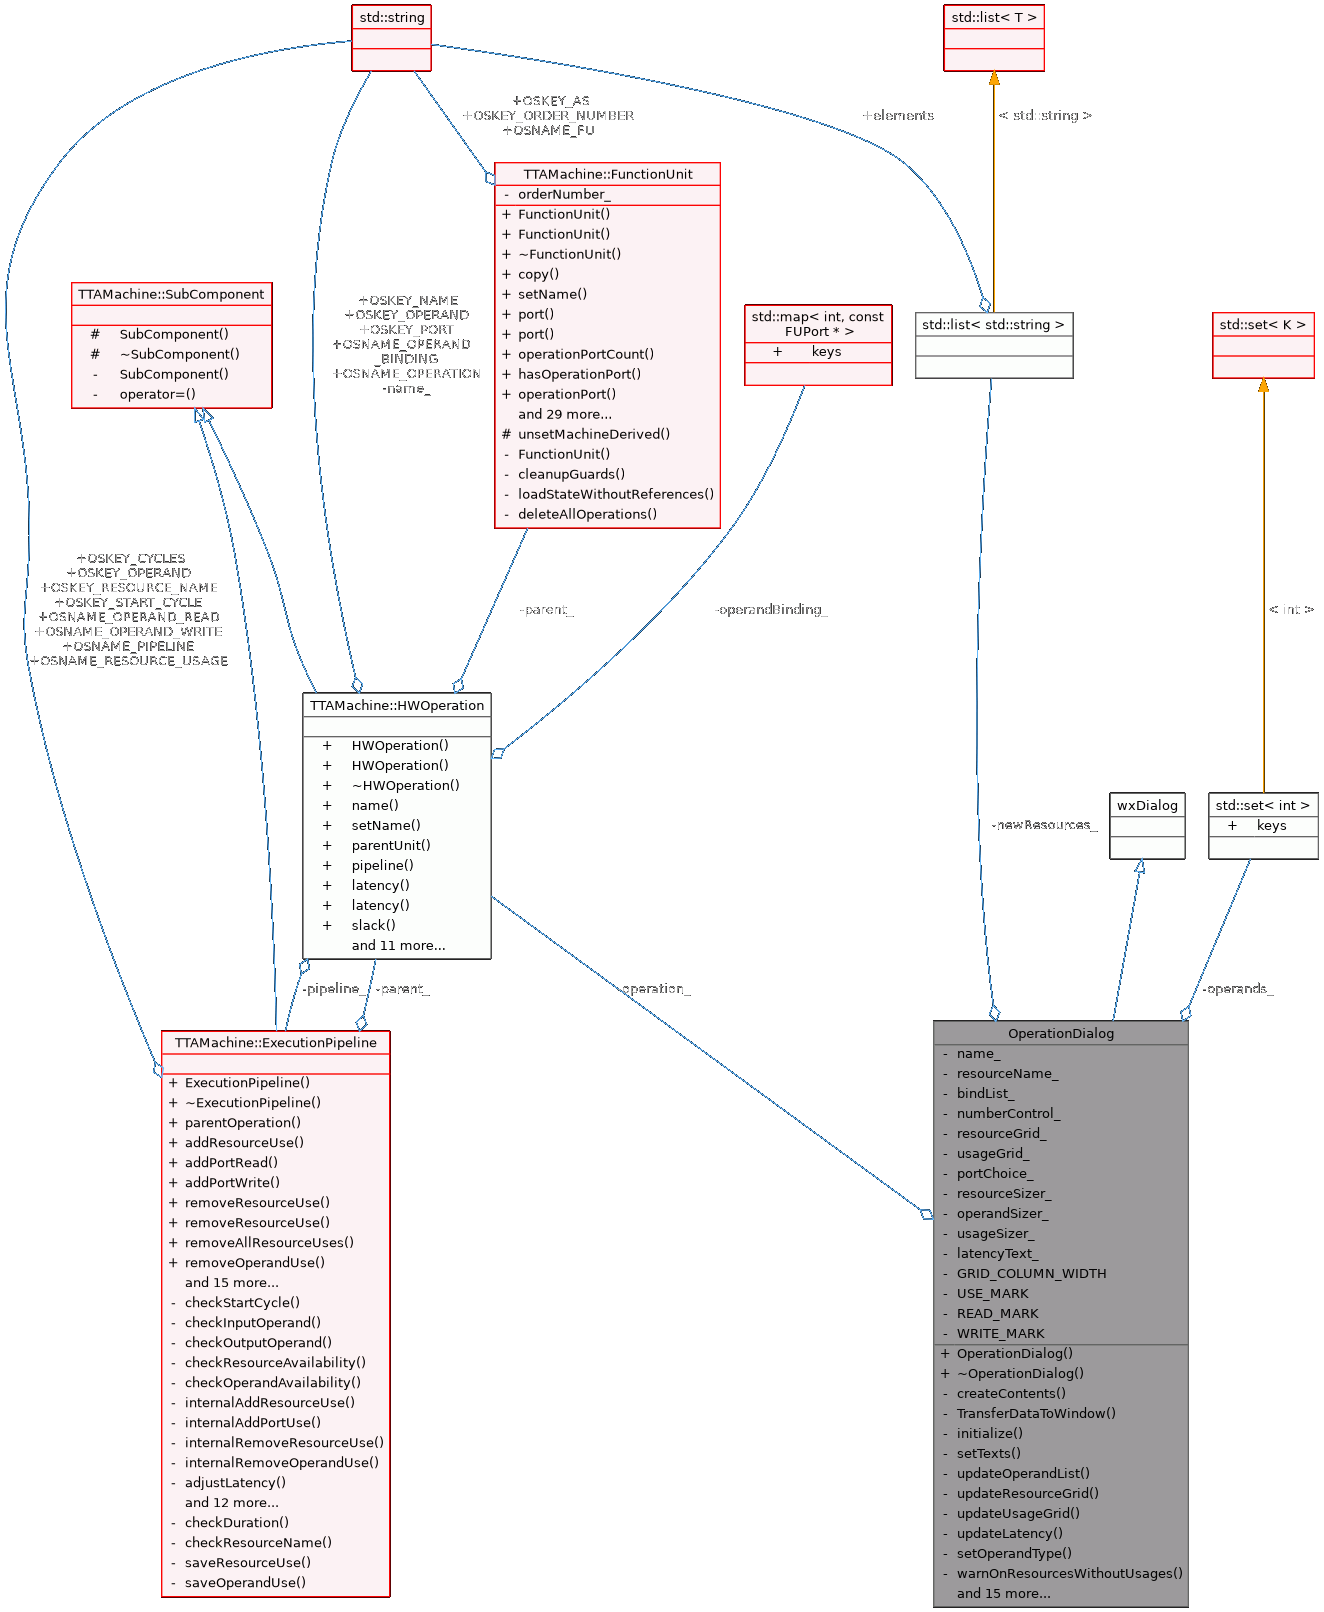 std::string
std::list< T >
+OSKEY_AS
+OSKEY_ORDER_NUMBER
+OSNAME_FU
+elements
< std::string >
TTAMachine::FunctionUnit
- orderNumber_
+ FunctionUnit()
+ FunctionUnit()
+ ~FunctionUnit()
+ copy()
+ setName()
+ port()
+ port()
+ operationPortCount()
+ hasOperationPort()
+ operationPort()
and 29 more...
# unsetMachineDerived()
- FunctionUnit()
- cleanupGuards()
- loadStateWithoutReferences()
- deleteAllOperations()
TTAMachine::SubComponent
# SubComponent()
# ~SubComponent()
- SubComponent()
- operator=()
+OSKEY_NAME
+OSKEY_OPERAND
+OSKEY_PORT
+OSNAME_OPERAND
_BINDING
+OSNAME_OPERATION
-name_
std::map< int, const
FUPort * >
+ keys
std::list< std::string >
std::set< K >
+OSKEY_CYCLES
+OSKEY_OPERAND
+OSKEY_RESOURCE_NAME
+OSKEY_START_CYCLE
+OSNAME_OPERAND_READ
+OSNAME_OPERAND_WRITE
+OSNAME_PIPELINE
+OSNAME_RESOURCE_USAGE
-parent_
-operandBinding_
< int >
TTAMachine::HWOperation
+ HWOperation()
+ HWOperation()
+ ~HWOperation()
+ name()
+ setName()
+ parentUnit()
+ pipeline()
+ latency()
+ latency()
+ slack()
and 11 more...
-newResources_
wxDialog
std::set< int >
+ keys
-pipeline_
-parent_
-operation_
-operands_
TTAMachine::ExecutionPipeline
+ ExecutionPipeline()
+ ~ExecutionPipeline()
+ parentOperation()
+ addResourceUse()
+ addPortRead()
+ addPortWrite()
+ removeResourceUse()
+ removeResourceUse()
+ removeAllResourceUses()
+ removeOperandUse()
and 15 more...
- checkStartCycle()
- checkInputOperand()
- checkOutputOperand()
- checkResourceAvailability()
- checkOperandAvailability()
- internalAddResourceUse()
- internalAddPortUse()
- internalRemoveResourceUse()
- internalRemoveOperandUse()
- adjustLatency()
and 12 more...
- checkDuration()
- checkResourceName()
- saveResourceUse()
- saveOperandUse()
OperationDialog
- name_
- resourceName_
- bindList_
- numberControl_
- resourceGrid_
- usageGrid_
- portChoice_
- resourceSizer_
- operandSizer_
- usageSizer_
- latencyText_
- GRID_COLUMN_WIDTH
- USE_MARK
- READ_MARK
- WRITE_MARK
+ OperationDialog()
+ ~OperationDialog()
- createContents()
- TransferDataToWindow()
- initialize()
- setTexts()
- updateOperandList()
- updateResourceGrid()
- updateUsageGrid()
- updateLatency()
- setOperandType()
- warnOnResourcesWithoutUsages()
and 15 more...